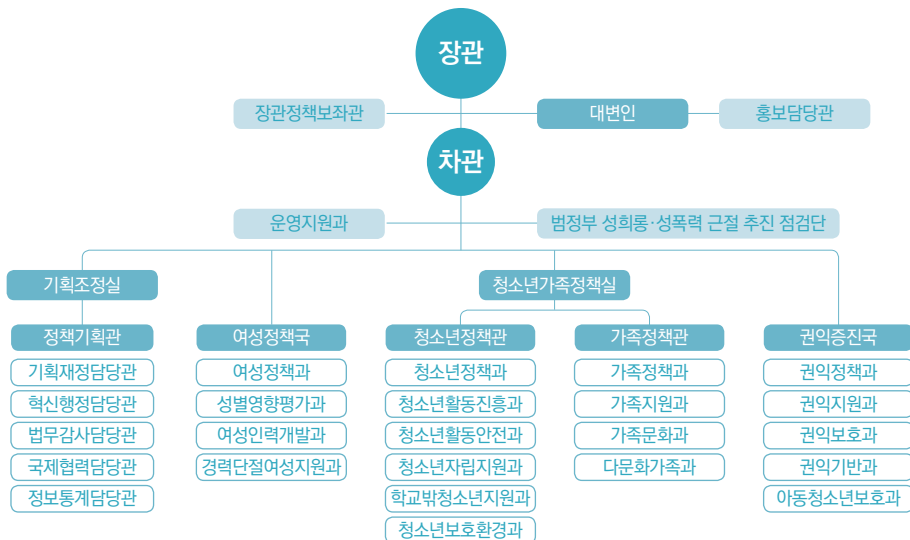 장관
장관정책보좌관
대변인
홍보담당관
차관
운영지원과
범정부 성희롱·성폭력 근절 추진 점검단
기획조정실
청소년가족정책실
정책기획관
기획재정담당관
혁신행정담당관
법무감사담당관
국제협력담당관
정보통계담당관
여성정책국
여성정책과
성별영향평가과
여성인력개발과
경력단절여성지원과
청소년정책관
청소년정책과
청소년활동진흥과
청소년활동안전과
청소년자립지원과
학교밖청소년지원과
청소년보호환경과
가족정책관
가족정책과
가족지원과
가족문화과
다문화가족과
권익증진국
권익정책과
권익지원과
권익보호과
권익기반과
아동청소년보호과